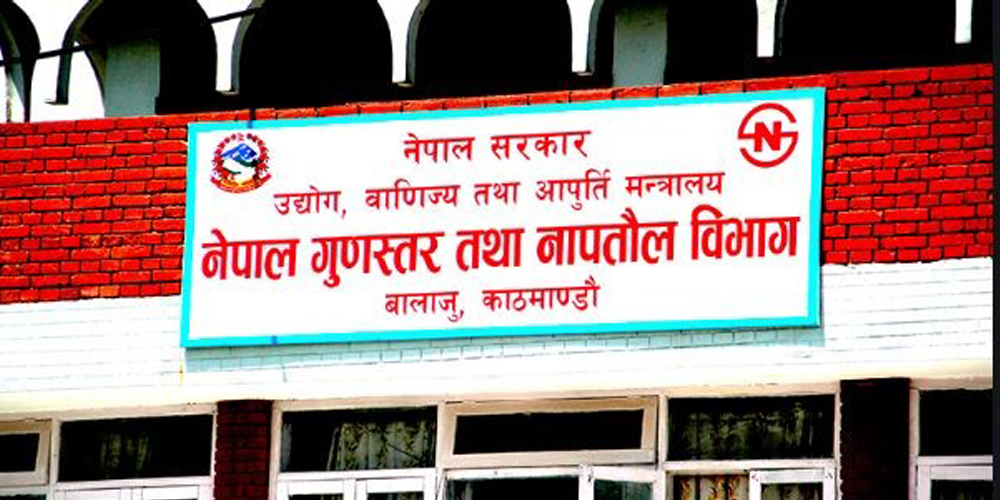 नेपाल सरकार
उद्योग, वाणिज्य तथा आपुर्ति मन्त्रालय
नेपाल गुणस्तर तथा नापतौल विभाग
बालाजु, काठमाण्डौ